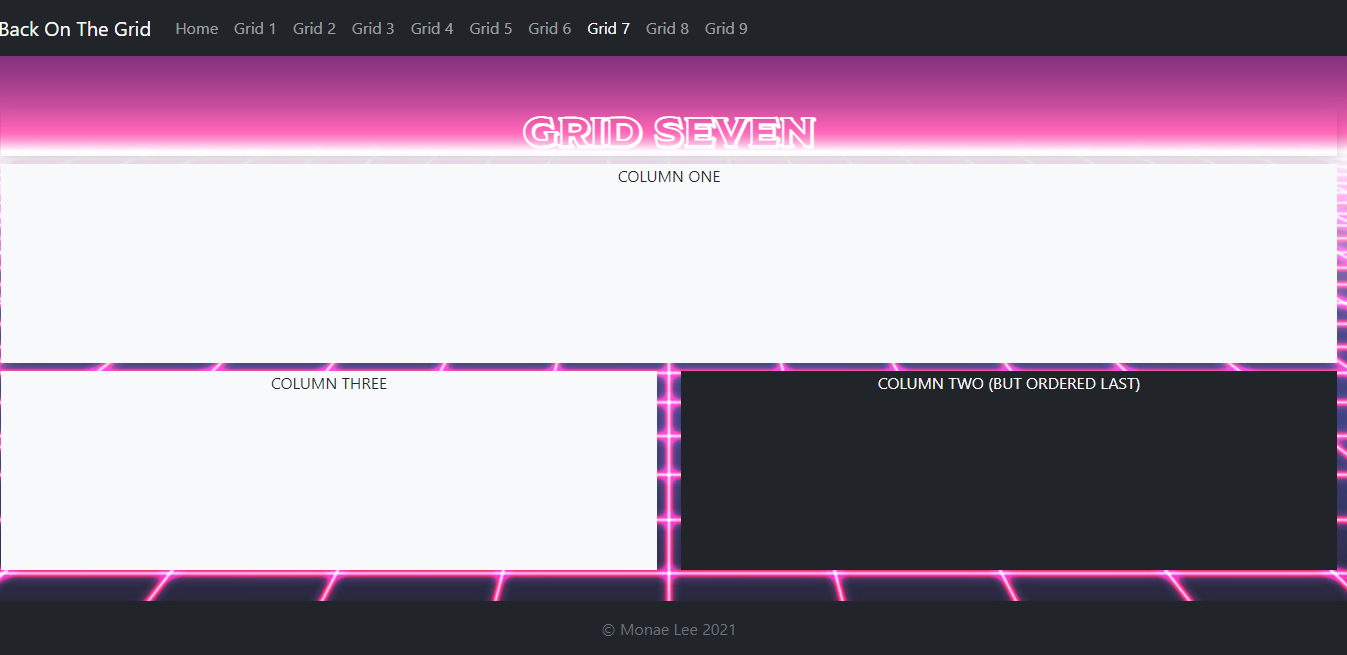 Back On The Grid Home Grid 1 Grid 2 Grid 3 Grid 4 Grid 5 Grid 6 Grid 7 Grid 8 Grid 9
GRID SEVEN
COLUMN ONE
COLUMN THREE
COLUMN TWO (BUT ORDERED LAST)
© Monae Lee 2021